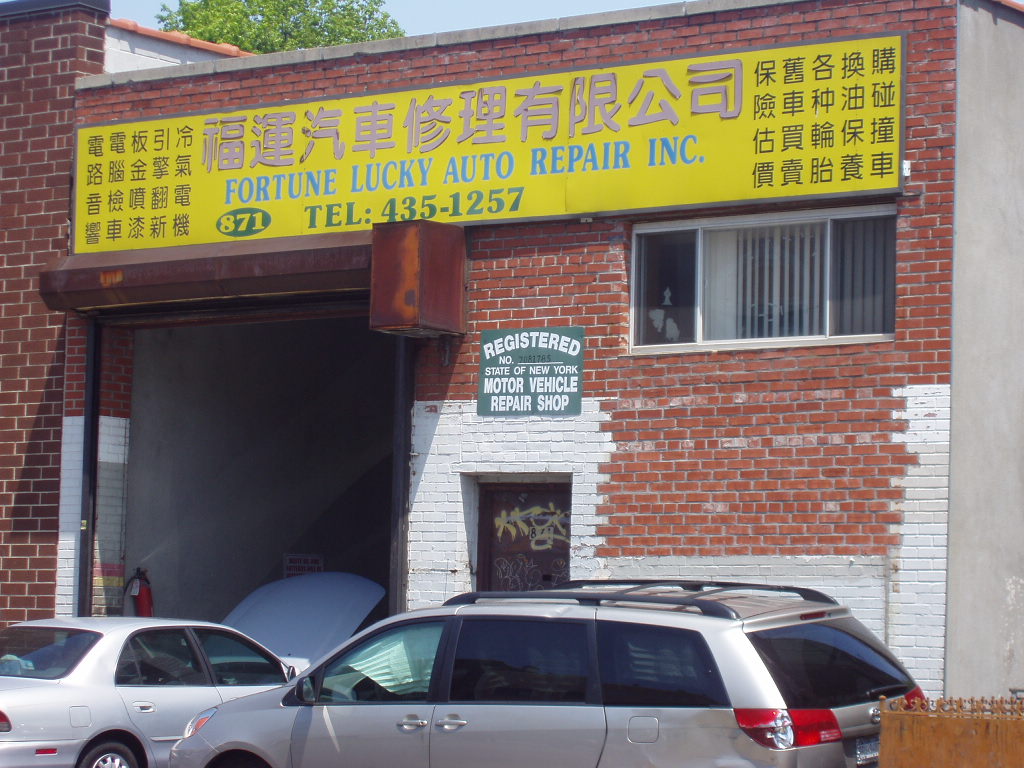 電路音響
電腦檢車
板金噴漆
引擎翻新
冷氣電機
福運汽車修理有限公司
FORTUNE LUCKY AUTO REPAIR INC.
871 TEL: 435-1257
保險估價
舊車買賣
各种輪胎
換油保養
購碰撞車
REGISTERED
NO.
STATE OF NEW YORK
MOTOR VEHICLE
REPAIR SHOP